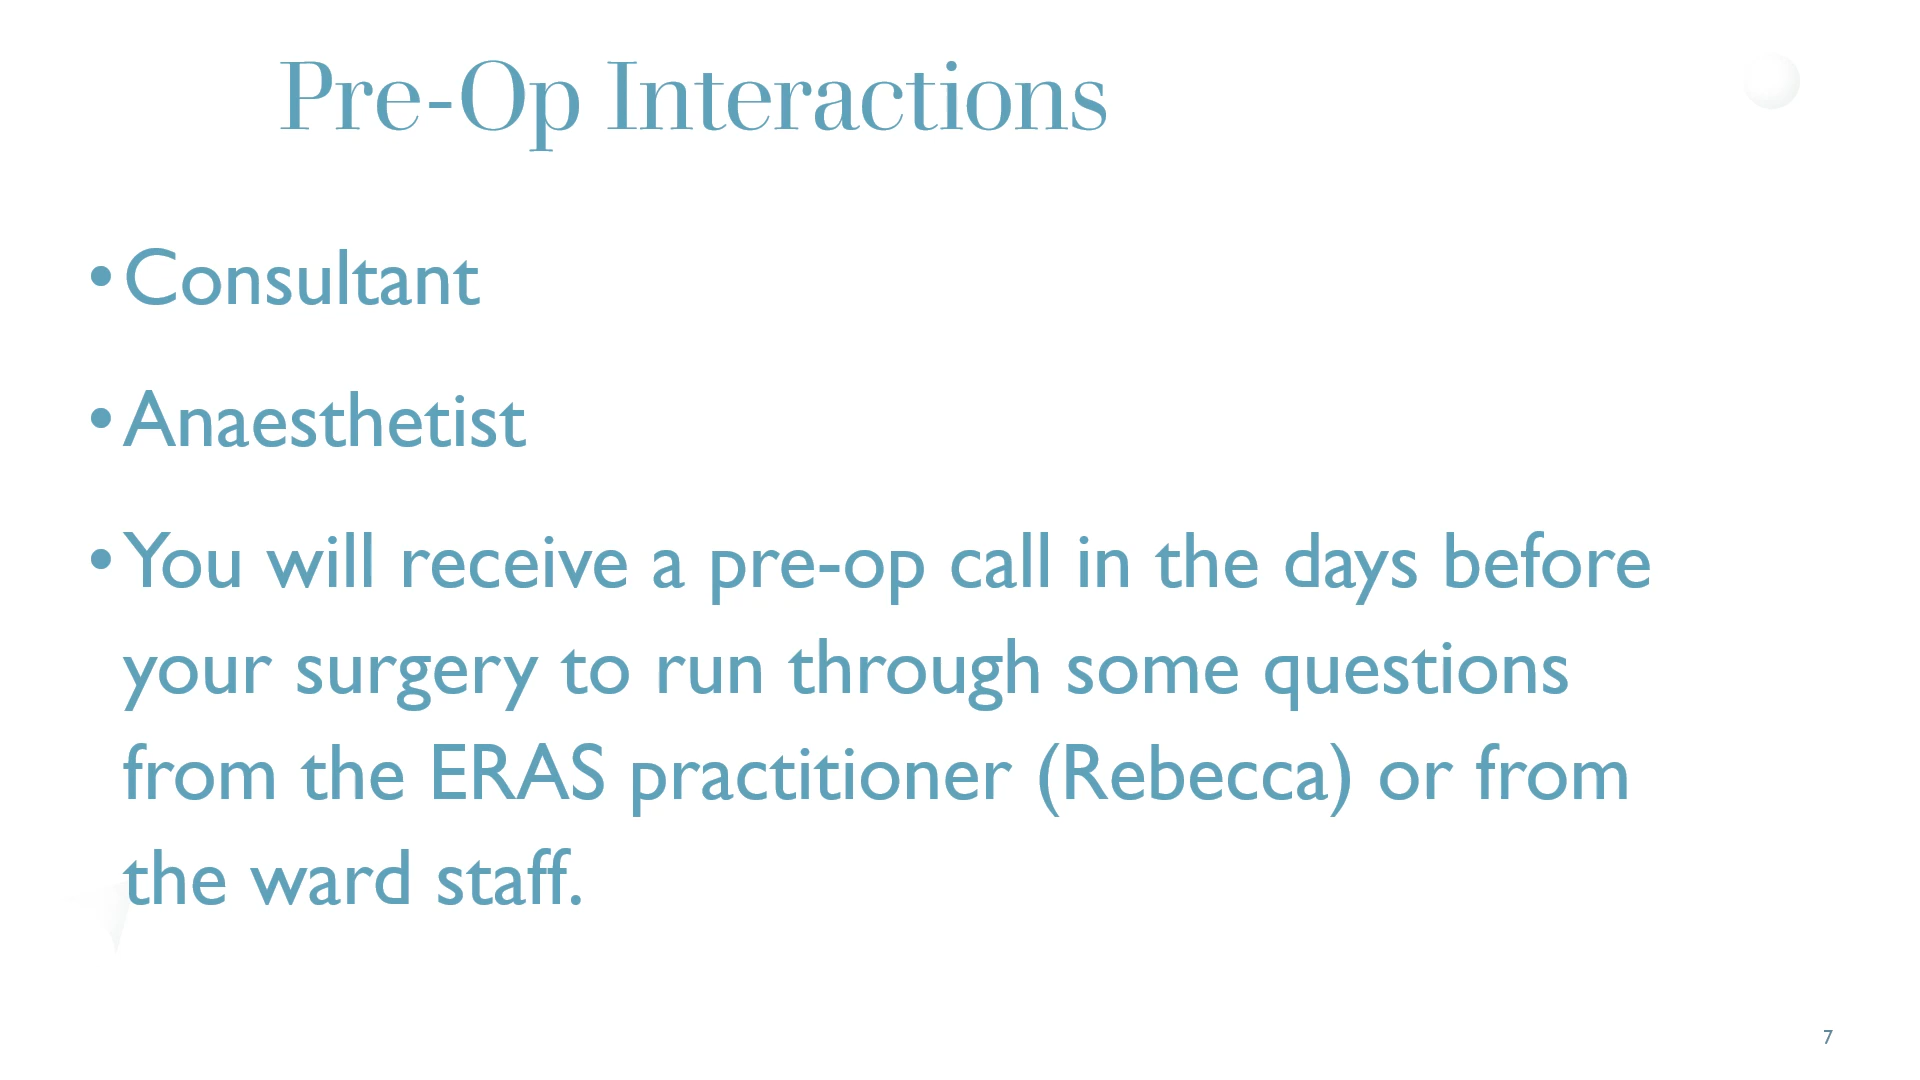 Pre-Op Interactions
• Consultant
• Anaesthetist
• You will receive a pre-op call in the days before
your surgery to run through some questions
from the ERAS practitioner (Rebecca) or from
the ward staff.
7